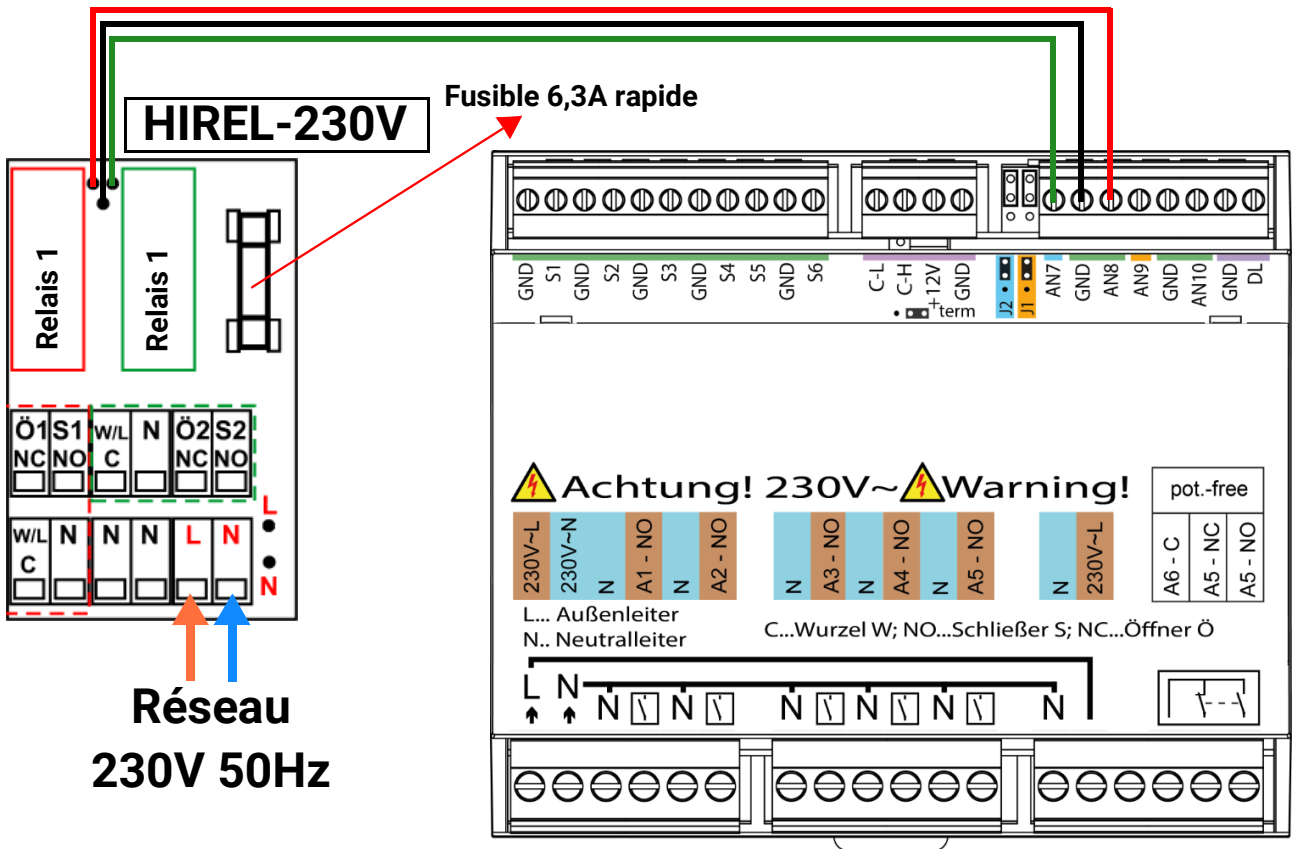 Fusible 6,3A rapide
HIREL-230V
Relais 1
Relais 1
GND S1 GND S2 GND S3 GND S4 S5 GND S6
C-L C-H +12V GND
term
J2 J1
AN7 GND AN8 AN9 GND AN10 GND DL
Ö1 S1 W/L N Ö2 S2
NC NO C NC NO
L
W/L N N N L N
C
N
Réseau
230V 50Hz
Achtung! 230V~ Warning!
pot.-free
230V~L 230V~N N A1 - NO N A2 - NO
N A3 - NO N A4 - NO N A5 - NO
N 230V~L
A6 - C A5 - NC A5 - NO
L... Außenleiter
N.. Neutralleiter
C...Wurzel W; NO...Schließer S; NC...Öffner Ö
L N N N N N N N